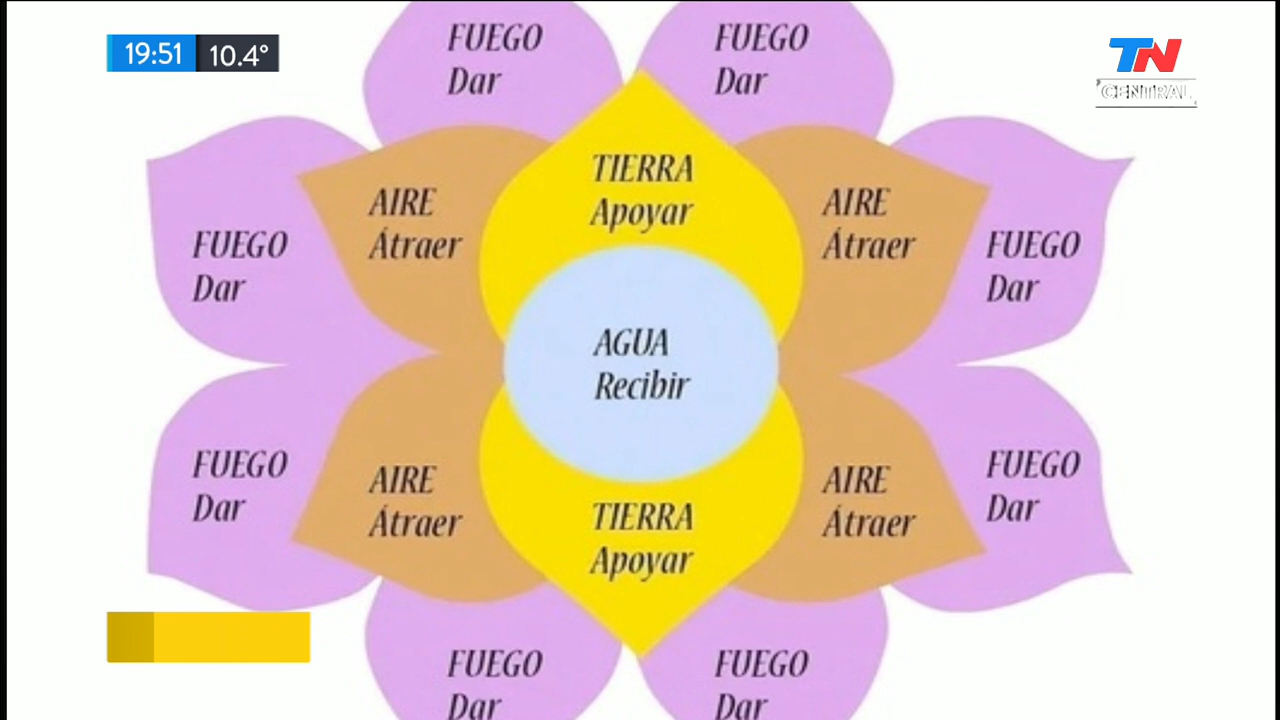 19:51 10.4°
TN
CENTRAL
FUEGO
Dar
FUEGO
Dar
TIERRA
Apoyar
AIRE
Átraer
AIRE
Átraer
FUEGO
Dar
FUEGO
Dar
AGUA
Recibir
FUEGO
Dar
AIRE
Átraer
AIRE
Átraer
FUEGO
Dar
TIERRA
Apoyar
FUEGO
Dar
FUEGO
Dar